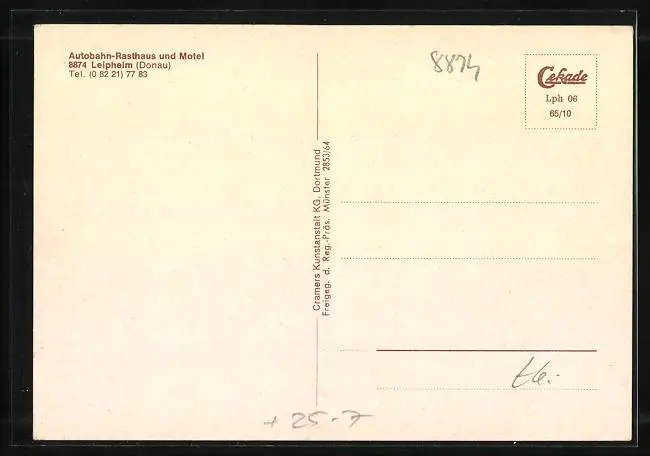 Autobahn-Rasthaus und Motel
8874 Leipheim (Donau)
Tel. (0 82 21) 77 83
8874
Cekade
Lph 06
65/10
Cramers Kunstanstalt KG, Dortmund
Freigeg. d. Reg.-Präs. Münster 2853/64
+ 25-7